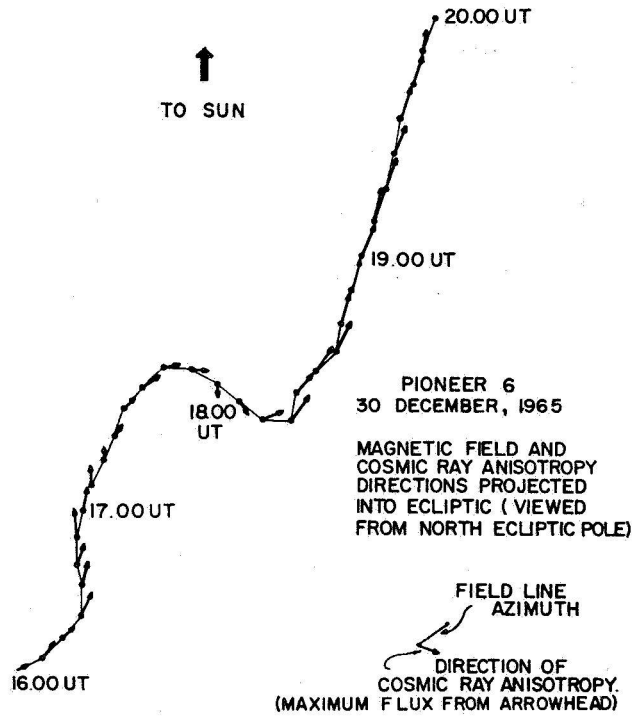 20.00 UT
TO SUN
19.00 UT
18.00
UT
PIONEER 6
30 DECEMBER, 1965
MAGNETIC FIELD AND
COSMIC RAY ANISOTROPY
DIRECTIONS PROJECTED
INTO ECLIPTIC (VIEWED
FROM NORTH ECLIPTIC POLE)
17.00 UT
FIELD LINE
AZIMUTH
16.00 UT
DIRECTION OF
COSMIC RAY ANISOTROPY.
(MAXIMUM FLUX FROM ARROWHEAD)